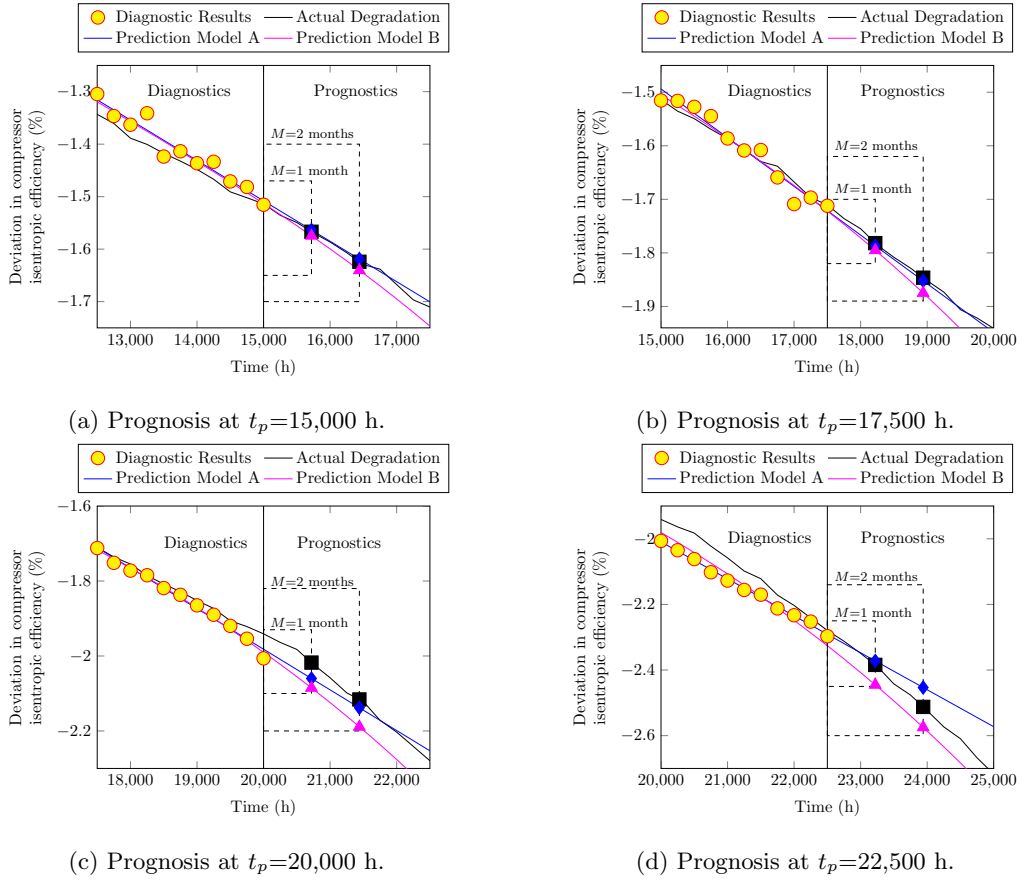 Diagnostic Results Actual Degradation
Prediction Model A Prediction Model B
−1.3
−1.4
−1.5
−1.6
−1.7
Deviation in compressor
isentropic efficiency (%)
Diagnostics Prognostics
M=2 months
M=1 month
13,000 14,000 15,000 16,000 17,000
Time (h)
(a) Prognosis at tp=15,000 h.
Diagnostic Results Actual Degradation
Prediction Model A Prediction Model B
−1.5
−1.6
−1.7
−1.8
−1.9
Deviation in compressor
isentropic efficiency (%)
Diagnostics Prognostics
M=2 months
M=1 month
15,000 16,000 17,000 18,000 19,000 20,000
Time (h)
(b) Prognosis at tp=17,500 h.
Diagnostic Results Actual Degradation
Prediction Model A Prediction Model B
−1.6
−1.8
−2
−2.2
Deviation in compressor
isentropic efficiency (%)
Diagnostics Prognostics
M=2 months
M=1 month
18,000 19,000 20,000 21,000 22,000
Time (h)
(c) Prognosis at tp=20,000 h.
Diagnostic Results Actual Degradation
Prediction Model A Prediction Model B
−2
−2.2
−2.4
−2.6
Deviation in compressor
isentropic efficiency (%)
Diagnostics Prognostics
M=2 months
M=1 month
20,000 21,000 22,000 23,000 24,000 25,000
Time (h)
(d) Prognosis at tp=22,500 h.